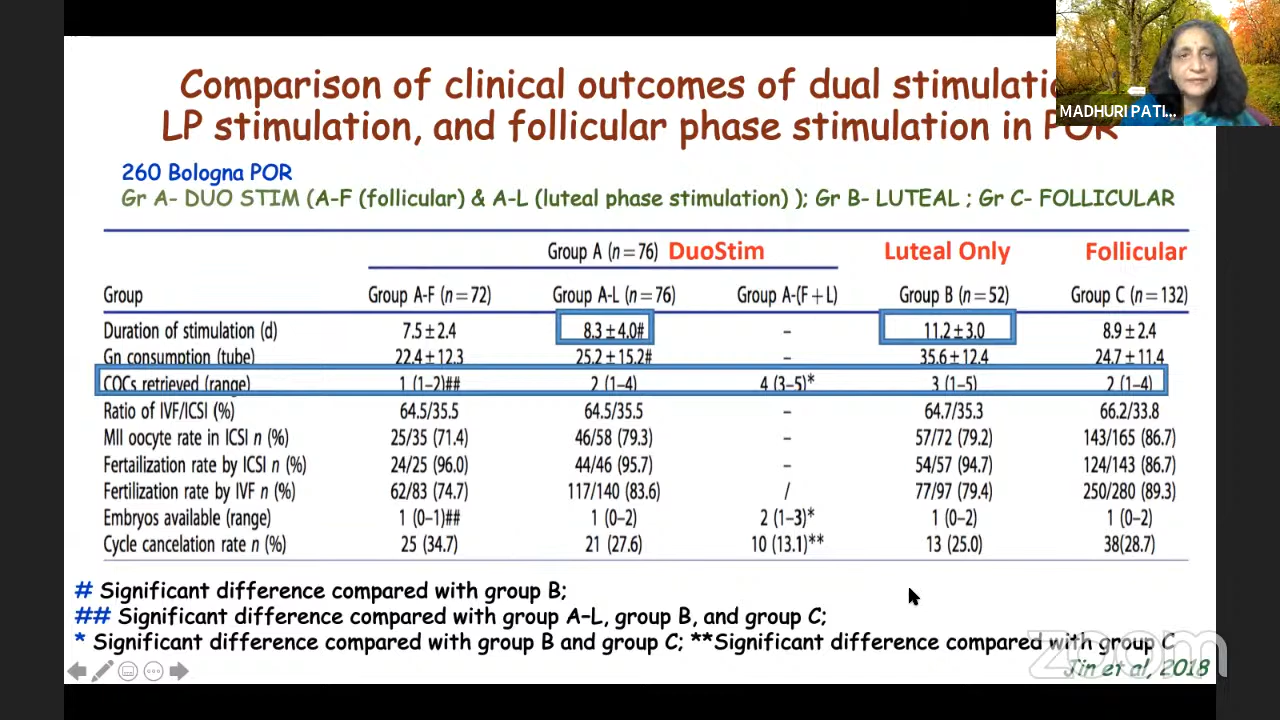 Comparison of clinical outcomes of dual stimulatio
LP stimulation, and follicular phase stimulation in POR
MADHURI PATI...
260 Bologna POR
Gr A- DUO STIM (A-F (follicular) & A-L (luteal phase stimulation) ); Gr B- LUTEAL ; Gr C- FOLLICULAR
Group A (n=76) DuoStim Luteal Only Follicular
Group Group A-F (n=72) Group A-L (n=76) Group A-(F+L) Group B (n=52) Group C (n=132)
Duration of stimulation (d) 7.5±2.4 8.3±4.0# – 11.2±3.0 8.9±2.4
Gn consumption (tube) 22.4±12.3 25.2±15.2# – 35.6±12.4 24.7±11.4
COCs retrieved (range) 1 (1–2)## 2 (1–4) 4 (3–5)* 3 (1–5) 2 (1–4)
Ratio of IVF/ICSI (%) 64.5/35.5 64.5/35.5 – 64.7/35.3 66.2/33.8
MII oocyte rate in ICSI n (%) 25/35 (71.4) 46/58 (79.3) – 57/72 (79.2) 143/165 (86.7)
Fertailization rate by ICSI n (%) 24/25 (96.0) 44/46 (95.7) – 54/57 (94.7) 124/143 (86.7)
Fertilization rate by IVF n (%) 62/83 (74.7) 117/140 (83.6) / 77/97 (79.4) 250/280 (89.3)
Embryos available (range) 1 (0–1)## 1 (0–2) 2 (1–3)* 1 (0–2) 1 (0–2)
Cycle cancelation rate n (%) 25 (34.7) 21 (27.6) 10 (13.1)** 13 (25.0) 38(28.7)
# Significant difference compared with group B;
## Significant difference compared with group A–L, group B, and group C;
* Significant difference compared with group B and group C; **Significant difference compared with group C
zoom
Jin et al, 2018